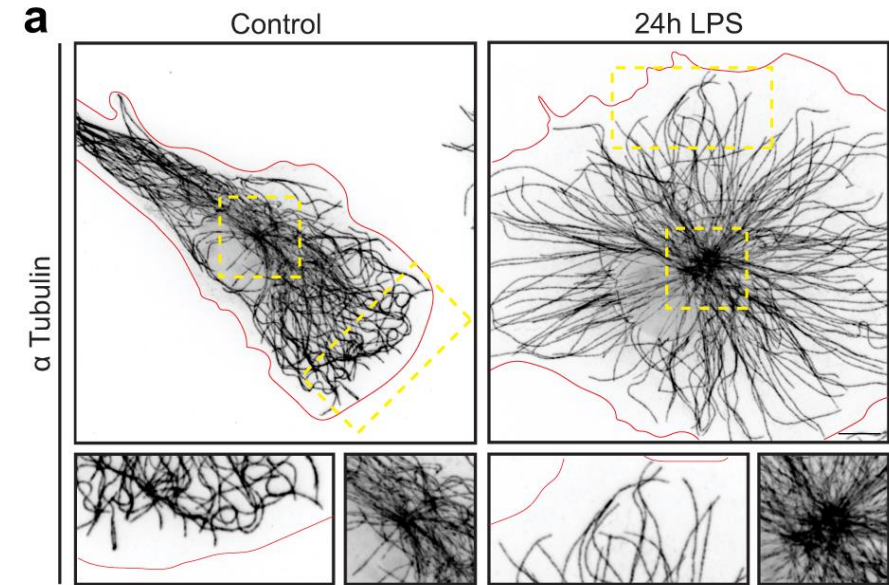 a
Control
24h LPS
α Tubulin